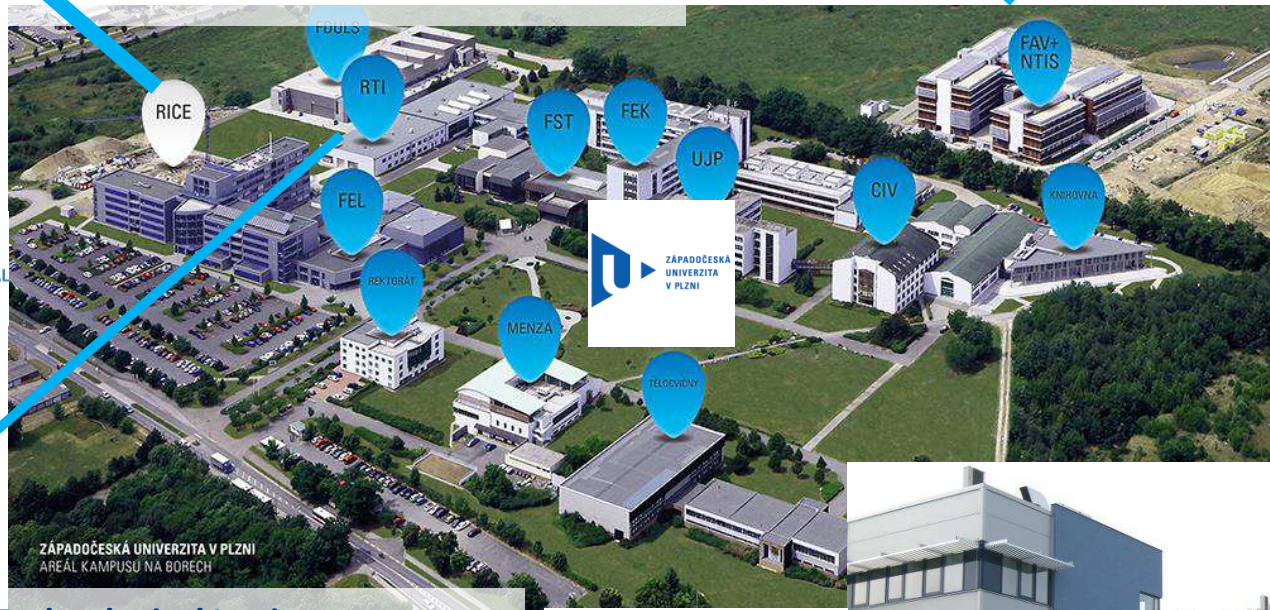 FDULS
FAV+
NTIS
RTI
RICE
FST
FEK
UJP
CIV
KNIHOVNA
FEL
ZÁPADOČESKÁ
UNIVERZITA
V PLZNI
REKTORÁT
MENZA
TĚLOCVIČNY
ZÁPADOČESKÁ UNIVERZITA V PLZNI
AREÁL KAMPUSU NA BORECH